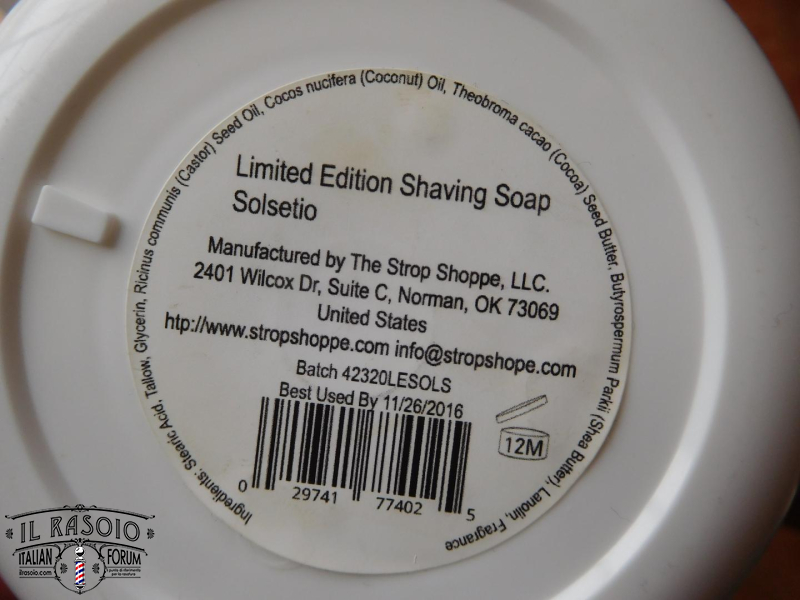 Limited Edition Shaving Soap
Solsetio
Manufactured by The Strop Shoppe, LLC.
2401 Wilcox Dr, Suite C, Norman, OK 73069
United States
htp://www.stropshoppe.com info@stropshope.com
Batch 42320LESOLS
Best Used By 11/26/2016
12M
0 29741 77402 5
Ingredients: Stearic Acid, Tallow, Glycerin, Ricinus communis (Castor) Seed Oil, Cocos nucifera (Coconut) Oil, Theobroma cacao (Cocoa) Seed Butter, Butyrospermum Parkii (Shea Butter), Lanolin, Fragrance
IL RASOIO
ITALIAN FORUM
ilrasoio.com